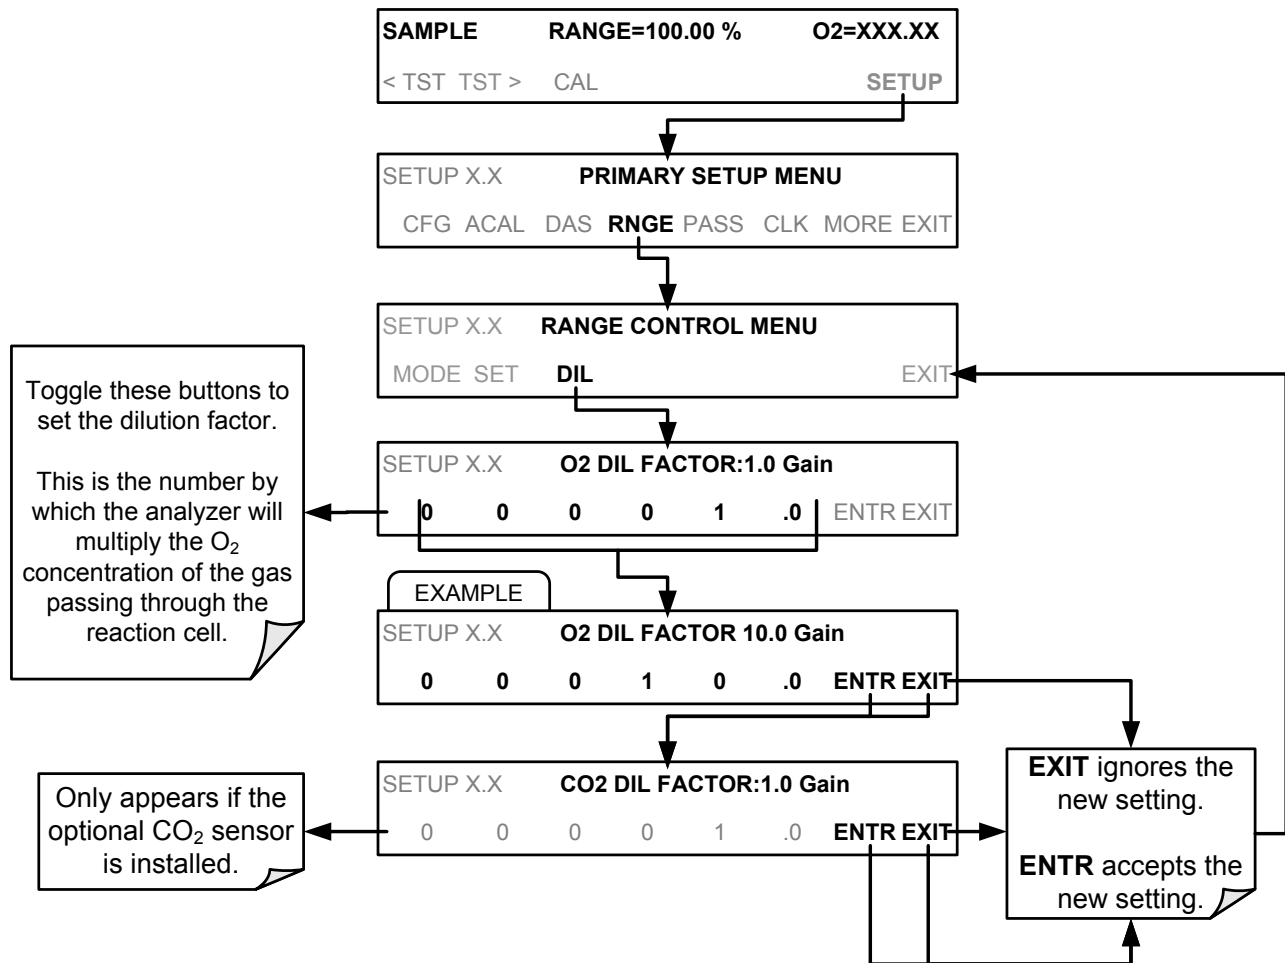 SAMPLE RANGE=100.00 % O2=XXX.XX
< TST TST > CAL SETUP
SETUP X.X PRIMARY SETUP MENU
CFG ACAL DAS RNGE PASS CLK MORE EXIT
SETUP X.X RANGE CONTROL MENU
MODE SET DIL EXIT
Toggle these buttons to
set the dilution factor.
This is the number by
which the analyzer will
multiply the O₂
concentration of the gas
passing through the
reaction cell.
SETUP X.X O2 DIL FACTOR:1.0 Gain
0 0 0 0 1 .0 ENTR EXIT
EXAMPLE
SETUP X.X O2 DIL FACTOR 10.0 Gain
0 0 0 1 0 .0 ENTR EXIT
SETUP X.X CO2 DIL FACTOR:1.0 Gain
0 0 0 0 1 .0 ENTR EXIT
Only appears if the
optional CO₂ sensor
is installed.
EXIT ignores the
new setting.
ENTR accepts the
new setting.